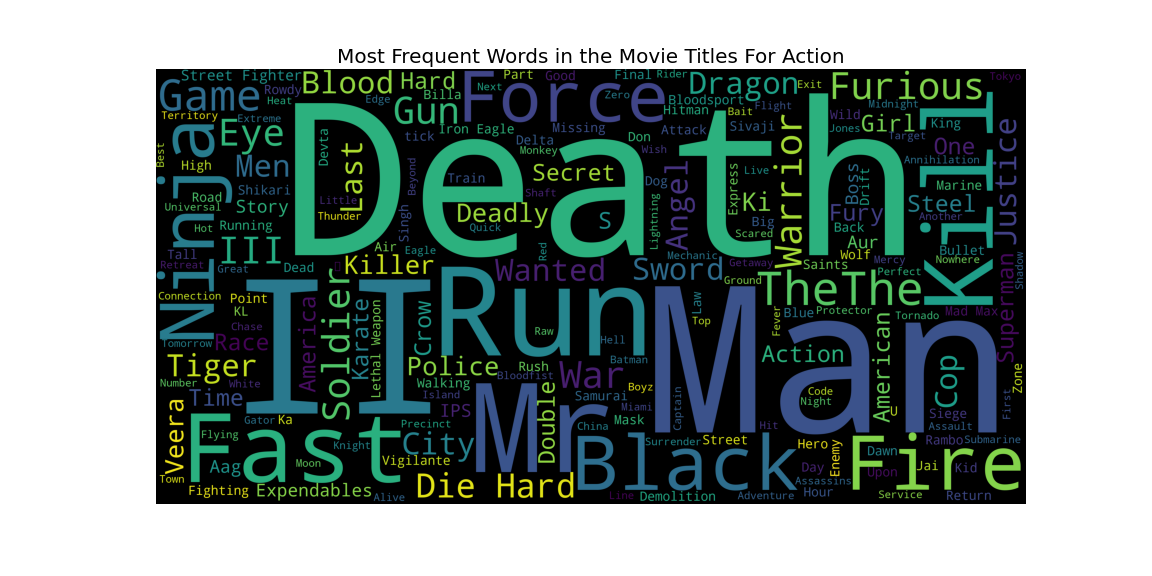 Most Frequent Words in the Movie Titles For Action
Street Fighter
Rowdy
Blood
Hard
Part
Good
Final
Rider
Dragon
Exit
Furious
Tokyo
Game
Heat
Edge
Billa
Next
Force
Zero
Bloodsport
Flight
Midnight
Territory
Extreme
Gun
Hitman
Bait
Wild
Jones
Girl
King
Kill
Eye
Devta
tick
Iron Eagle
Delta
Missing
Don
Attack
Sivaji
Target
Justice
Best
Ninja
High
Men
Last
Beyond
Death
Monkey
Wish
Warrior
One
Annihilation
Shikari
Train
Secret
Dog
Angel
Express
Live
Boss
Drift
Marine
Road
Universal
Story
Little
Thunder
Singh
Shaft
Deadly
S
Lightning
Ki
Big
Fury
Steel
Another
Hot
Running
Quick
Scared
Back
III
Air
Eagle
Red
Mechanic
Aur
Bullet
Tall
Retreat
Great
Dead
Killer
Wanted
Sword
Getaway
Saints
Wolf
Mercy
Perfect
Nowhere
Shadow
Superman
Connection
Point
KL
America
Soldier
II
Karate
Lethal Weapon
Crow
Run
Raw
Hell
Man
Law
Top
Ground
TheThe
Fever
Blue
Protector
Tornado
Mad Max
Chase
Race
Tomorrow
Tiger
Police
Rush
Bloodfist
Batman
Action
American
Cop
Zone
Number
White
Time
Walking
Island
Mr
Double
War
Samurai
Boyz
Miami
Captain
Code
Night
First
Veera
Fast
Gator
Ka
IPS
Precinct
China
Mask
Hit
Siege
Assault
Flying
Knight
City
Black
Surrender
Street
Hero
Enemy
Dawn
Rambo
Submarine
Aag
Moon
Vigilante
Day
Upon
Jai
Kid
Fire
Town
Assassins
Fighting
Expendables
Alive
Die Hard
Line
Demolition
Adventure
Hour
Service
Return